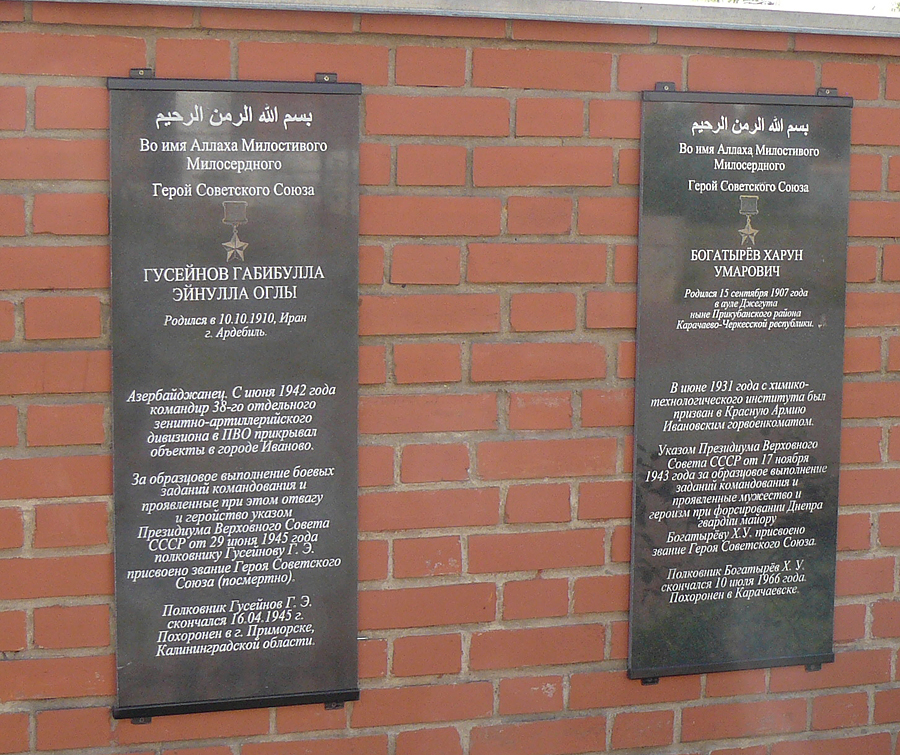 بسم الله الرمن الرحيم
Во имя Аллаха Милостивого
Милосердного
Герой Советского Союза
ГУСЕЙНОВ ГАБИБУЛЛА
ЭЙНУЛЛА ОГЛЫ
Родился в 10.10.1910, Иран
г. Ардебиль.
Азербайджанец. С июня 1942 года
командир 38-го отдельного
зенитно-артиллерийского
дивизиона в ПВО прикрывал
объекты в городе Иваново.
За образцовое выполнение боевых
заданий командования и
проявленные при этом отвагу
и геройство указом
Президиума Верховного Совета
СССР от 29 июня 1945 года
полковнику Гусейнову Г. Э.
присвоено звание Героя Советского
Союза (посмертно).
Полковник Гусейнов Г. Э.
скончался 16.04.1945 г.
Похоронен в г. Приморске,
Калининградской области.
بسم الله الرمن الرحيم
Во имя Аллаха Милостивого
Милосердного
Герой Советского Союза
БОГАТЫРЁВ ХАРУН
УМАРОВИЧ
Родился 15 сентября 1907 года
в ауле Джегута
ныне Прикубанского района
Карачаево-Черкесской республики.
В июне 1931 года с химико-
технологического института был
призван в Красную Армию
Ивановским горвоенкоматом.
Указом Президиума Верховного
Совета СССР от 17 ноября
1943 года за образцовое выполнение
заданий командования и
проявленные мужество и
героизм при форсировании Днепра
гвардии майору
Богатырёву Х.У. присвоено
звание Героя Советского Союза.
Полковник Богатырёв Х. У.
скончался 10 июля 1966 года.
Похоронен в Карачаевске.